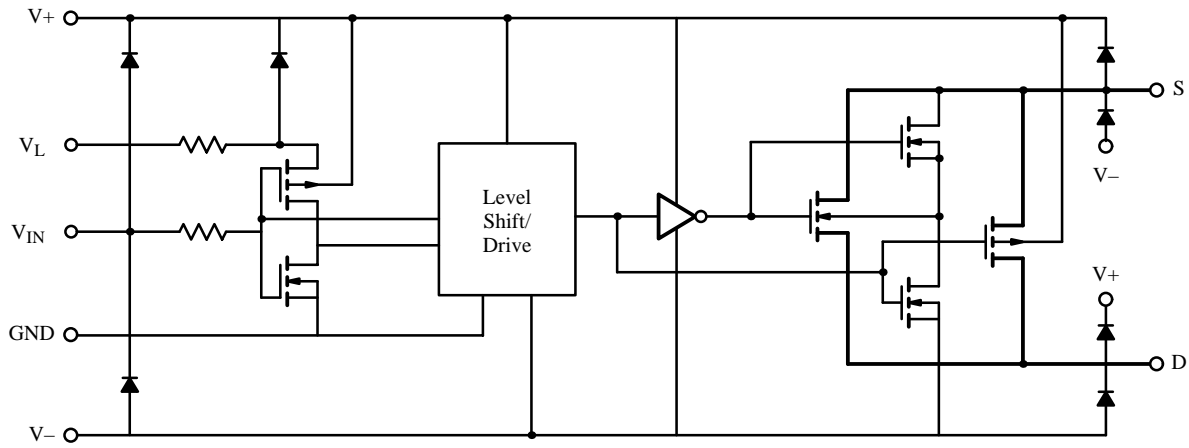 V+
S
V_L
V–
Level
Shift/
Drive
V_IN
V+
GND
D
V–